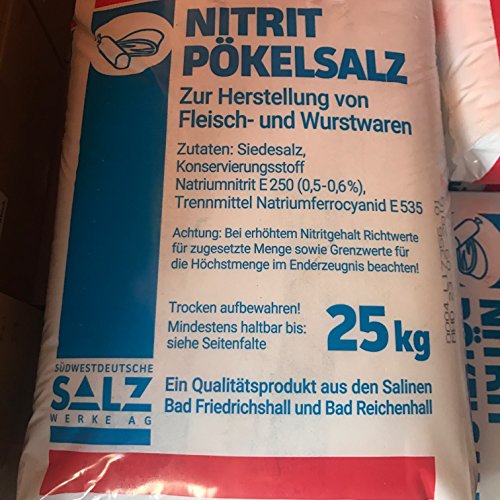 NITRIT
PÖKELSALZ
Zur Herstellung von
Fleisch- und Wurstwaren
Zutaten: Siedesalz,
Konservierungsstoff
Natriumnitrit E 250 (0,5-0,6%),
Trennmittel Natriumferrocyanid E 535
Achtung: Bei erhöhtem Nitritgehalt Richtwerte
für zugesetzte Menge sowie Grenzwerte für
die Höchstmenge im Enderzeugnis beachten!
Trocken aufbewahren!
Mindestens haltbar bis:
siehe Seitenfalte
25 kg
SÜDWESTDEUTSCHE
SALZ
WERKE AG
Ein Qualitätsprodukt aus den Salinen
Bad Friedrichshall und Bad Reichenhall
NITRI